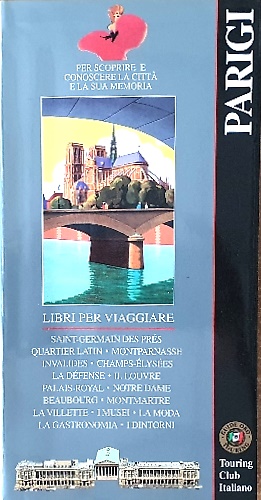 PER SCOPRIRE E
CONOSCERE LA CITTÀ
E LA SUA MEMORIA
PARIGI
LIBRI PER VIAGGIARE
SAINT-GERMAIN DES PRÉS
QUARTIER LATIN • MONTPARNASSE
INVALIDES • CHAMPS-ÉLYSÉES
LA DÉFENSE • IL LOUVRE
PALAIS-ROYAL • NOTRE DAME
BEAUBOURG • MONTMARTRE
LA VILLETTE • I MUSEI • LA MODA
LA GASTRONOMIA • I DINTORNI
Touring
Club
Italiano